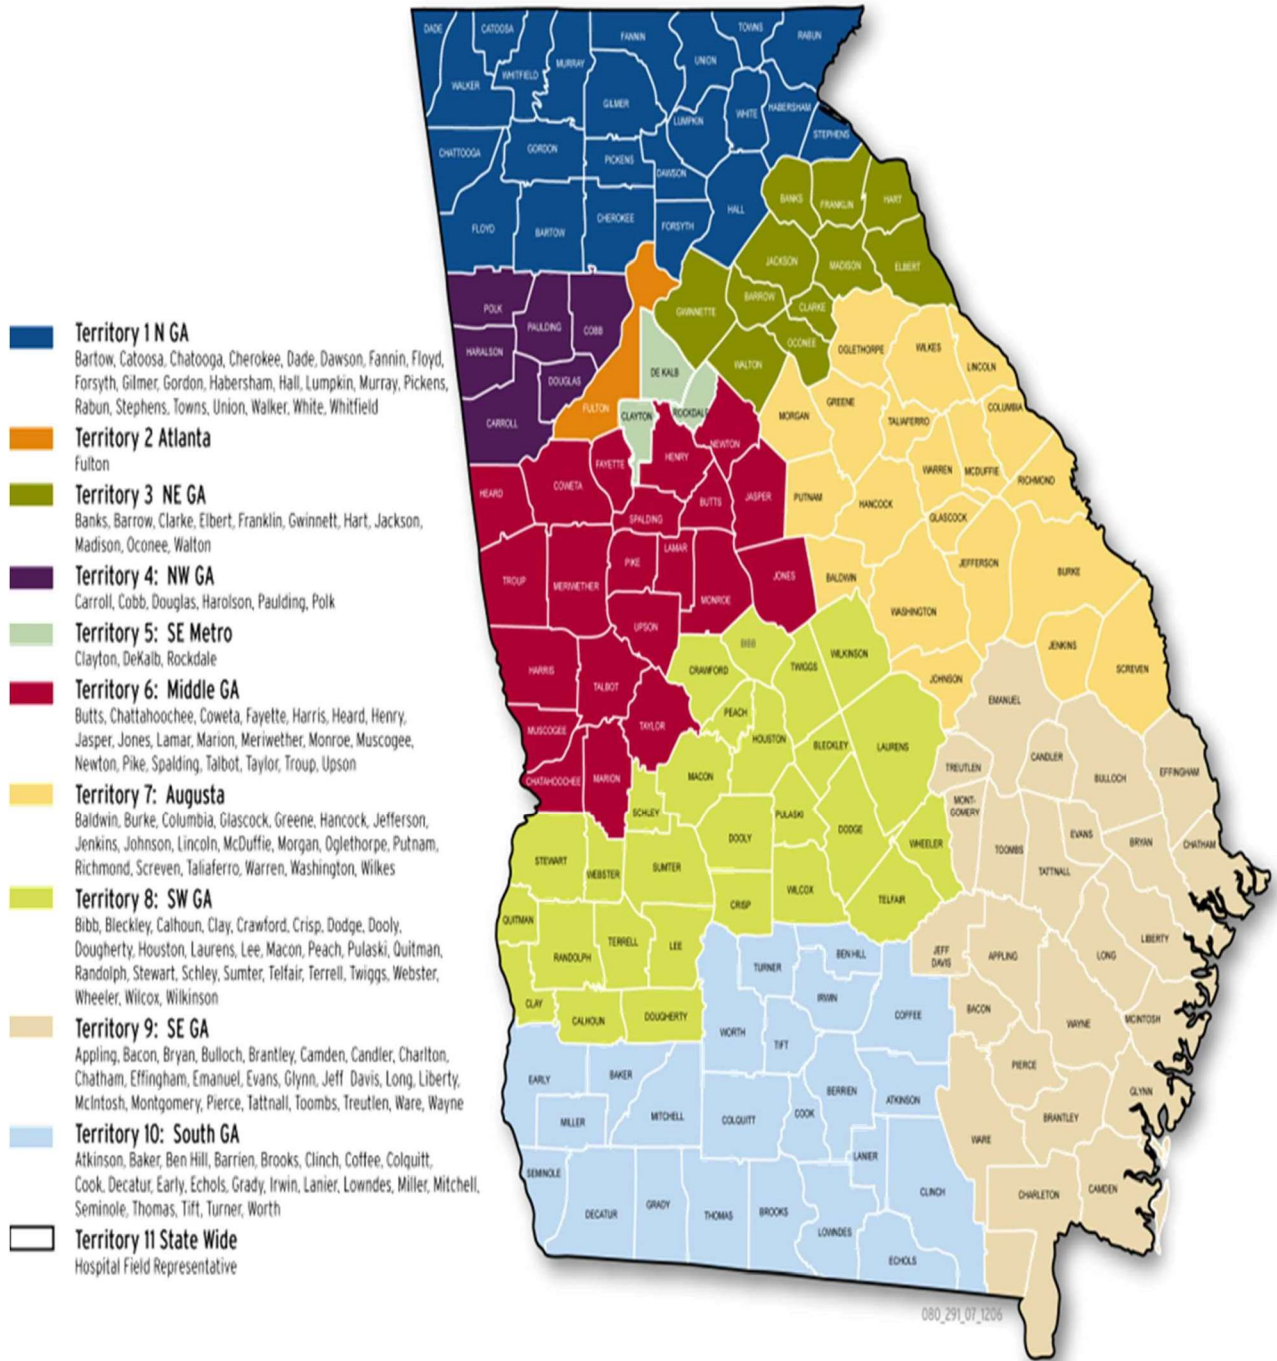 Territory 1 N GA
Bartow, Catoosa, Chatooga, Cherokee, Dade, Dawson, Fannin, Floyd,
Forsyth, Gilmer, Gordon, Habersham, Hall, Lumpkin, Murray, Pickens,
Rabun, Stephens, Towns, Union, Walker, White, Whitfield
Territory 2 Atlanta
Fulton
Territory 3 NE GA
Banks, Barrow, Clarke, Elbert, Franklin, Gwinnett, Hart, Jackson,
Madison, Oconee, Walton
Territory 4: NW GA
Carroll, Cobb, Douglas, Harolson, Paulding, Polk
Territory 5: SE Metro
Clayton, DeKalb, Rockdale
Territory 6: Middle GA
Butts, Chattahoochee, Coweta, Fayette, Harris, Heard, Henry,
Jasper, Jones, Lamar, Marion, Meriwether, Monroe, Muscogee,
Newton, Pike, Spalding, Talbot, Taylor, Troup, Upson
Territory 7: Augusta
Baldwin, Burke, Columbia, Glascock, Greene, Hancock, Jefferson,
Jenkins, Johnson, Lincoln, McDuffie, Morgan, Oglethorpe, Putnam,
Richmond, Screven, Taliaferro, Warren, Washington, Wilkes
Territory 8: SW GA
Bibb, Bleckley, Calhoun, Clay, Crawford, Crisp, Dodge, Dooly,
Dougherty, Houston, Laurens, Lee, Macon, Peach, Pulaski, Quitman,
Randolph, Stewart, Schley, Sumter, Telfair, Terrell, Twiggs, Webster,
Wheeler, Wilcox, Wilkinson
Territory 9: SE GA
Appling, Bacon, Bryan, Bulloch, Brantley, Camden, Candler, Charlton,
Chatham, Effingham, Emanuel, Evans, Glynn, Jeff Davis, Long, Liberty,
McIntosh, Montgomery, Pierce, Tattnall, Toombs, Treutlen, Ware, Wayne
Territory 10: South GA
Atkinson, Baker, Ben Hill, Barrien, Brooks, Clinch, Coffee, Colquitt,
Cook, Decatur, Early, Echols, Grady, Irwin, Lanier, Lowndes, Miller, Mitchell,
Seminole, Thomas, Tift, Turner, Worth
Territory 11 State Wide
Hospital Field Representative
DADE
CATOOSA
FANNIN
TOWNS
RABUN
WALKER
WHITFIELD
MURRAY
UNION
GILMER
LUMPKIN
WHITE
HABERSHAM
STEPHENS
CHATTOOGA
GORDON
PICKENS
DAWSON
FLOYD
BARTOW
CHEROKEE
FORSYTH
HALL
BANKS
FRANKLIN
HART
JACKSON
MADISON
ELBERT
POLK
PAULDING
COBB
GWINNETTE
BARROW
CLARKE
OCONEE
WALTON
HARALSON
DOUGLAS
CARROLL
FULTON
DE KALB
CLAYTON
ROCKDALE
OGLETHORPE
WILKES
LINCOLN
MORGAN
GREENE
TALIAFERRO
COLUMBIA
HEARD
COWETA
FAYETTE
HENRY
NEWTON
BUTTS
JASPER
SPALDING
PUTNAM
HANCOCK
WARREN
MCDUFFIE
RICHMOND
GLASCOCK
TROUP
MERIWETHER
PIKE
LAMAR
MONROE
JONES
BALDWIN
WASHINGTON
JEFFERSON
BURKE
UPSON
HARRIS
TALBOT
TAYLOR
CRAWFORD
BIBB
TWIGGS
WILKINSON
JOHNSON
JENKINS
SCREVEN
EMANUEL
MUSCOGEE
CHATAHOOCHEE
MARION
PEACH
HOUSTON
BLECKLEY
LAURENS
TREUTLEN
CANDLER
BULLOCH
EFFINGHAM
MACON
SCHLEY
DOOLY
PULASKI
DODGE
WHEELER
MONT-
GOMERY
TOOMBS
EVANS
TATTNALL
BRYAN
CHATHAM
STEWART
WEBSTER
SUMTER
CRISP
WILCOX
TELFAIR
QUITMAN
RANDOLPH
TERRELL
LEE
CLAY
CALHOUN
DOUGHERTY
TURNER
BEN HILL
JEFF
DAVIS
APPLING
LONG
LIBERTY
WORTH
TIFT
IRWIN
COFFEE
BACON
WAYNE
MCINTOSH
EARLY
BAKER
MILLER
MITCHELL
COLQUITT
COOK
BERRIEN
ATKINSON
PIERCE
GLYNN
BRANTLEY
WARE
SEMINOLE
DECATUR
GRADY
THOMAS
BROOKS
LANIER
LOWNDES
CLINCH
ECHOLS
CHARLETON
CAMDEN
080_291_07_1206